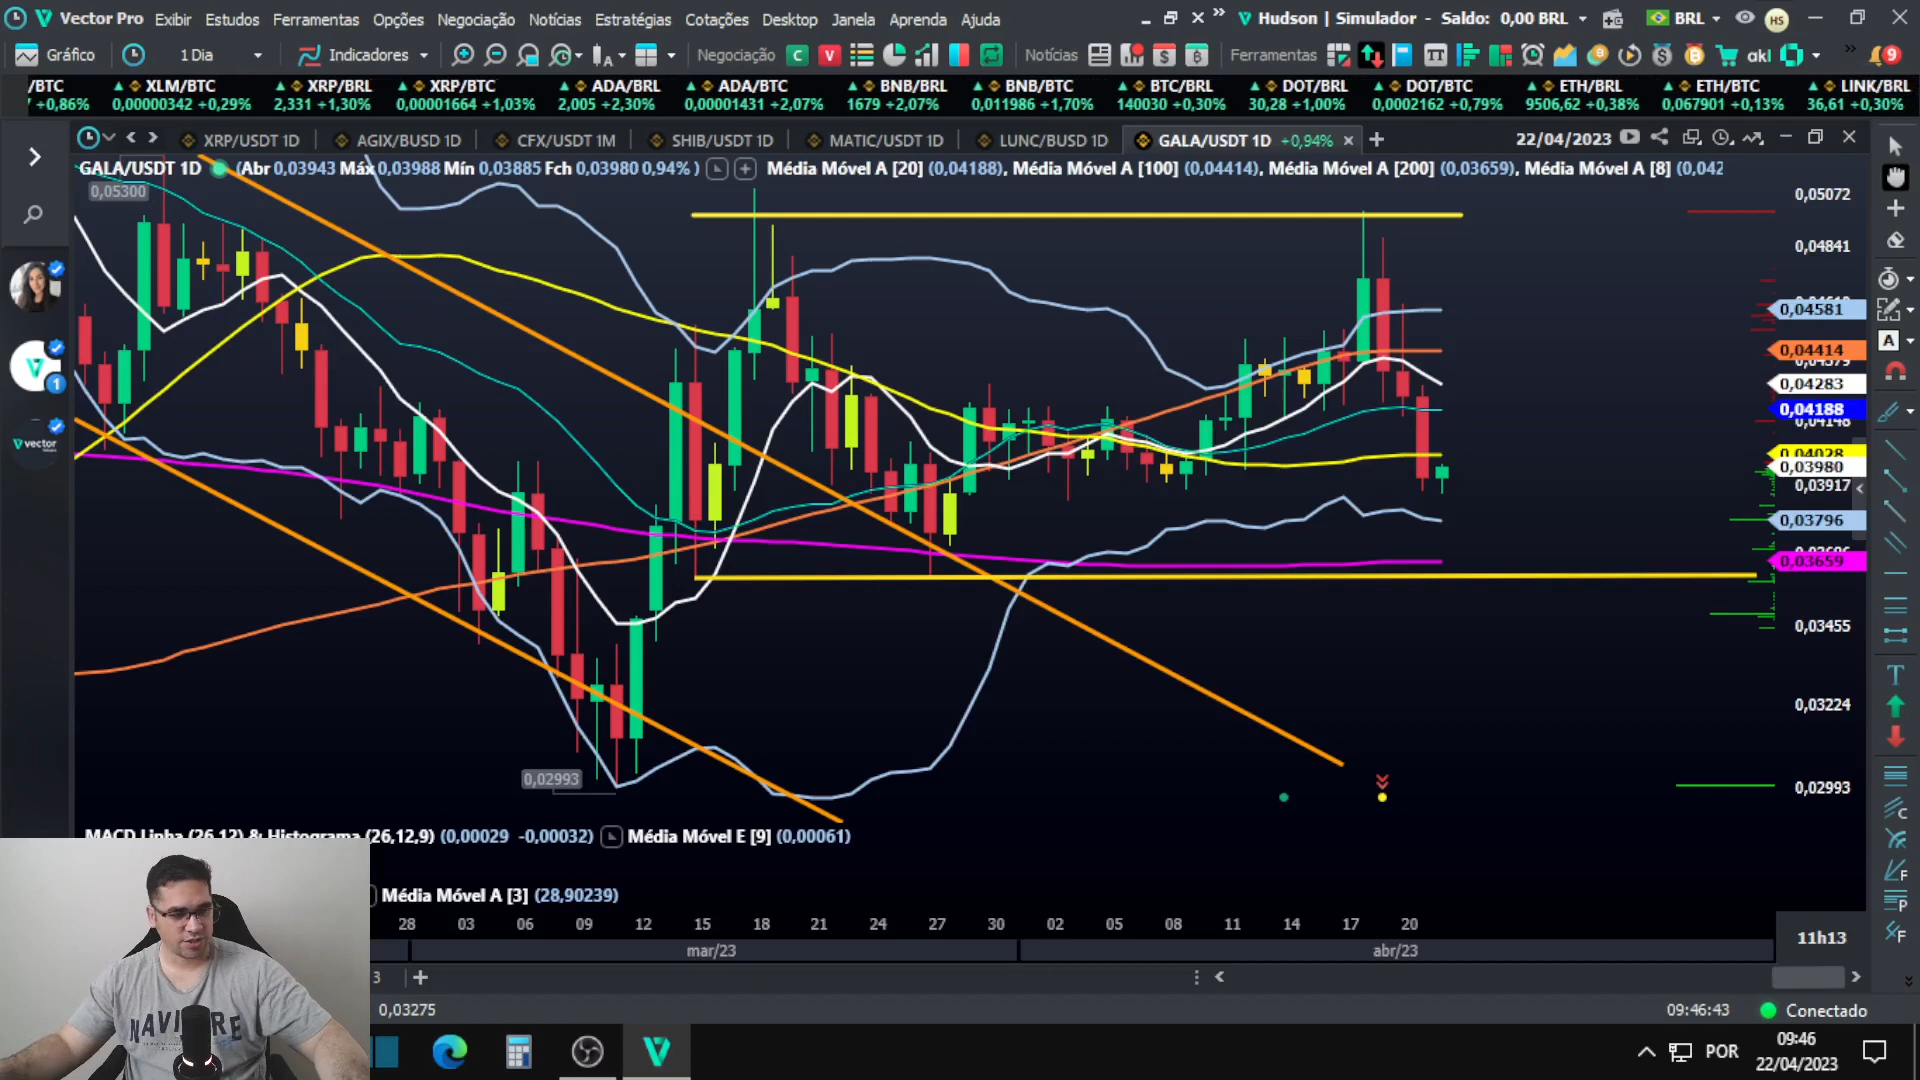 Vector Pro Exibir Estudos Ferramentas Opções Negociação Notícias Estratégias Cotações Desktop Janela Aprenda Ajuda Hudson | Simulador - Saldo: 0,00 BRL BRL HS
Gráfico 1 Dia Indicadores Negociação C V Notícias Ferramentas akl 9
/BTC XLM/BTC XRP/BRL XRP/BTC ADA/BRL ADA/BTC BNB/BRL BNB/BTC BTC/BRL DOT/BRL DOT/BTC ETH/BRL ETH/BTC LINK/BRL
+0,86% 0,00000342 +0,29% 2,331 +1,30% 0,00001664 +1,03% 2,005 +2,30% 0,00001431 +2,07% 1679 +2,07% 0,011986 +1,70% 140030 +0,30% 30,28 +1,00% 0,0002162 +0,79% 9506,62 +0,38% 0,067901 +0,13% 36,61 +0,30%
XRP/USDT 1D AGIX/BUSD 1D CFX/USDT 1M SHIB/USDT 1D MATIC/USDT 1D LUNC/BUSD 1D GALA/USDT 1D +0,94% 22/04/2023
GALA/USDT 1D (Abr 0,03943 Máx 0,03988 Mín 0,03885 Fch 0,03980 0,94% ) Média Móvel A [20] (0,04188), Média Móvel A [100] (0,04414), Média Móvel A [200] (0,03659), Média Móvel A [8] (0,042
0,05300
0,05072
0,04841
0,04581
0,04414
0,04283
0,04188
0,04148
0,04028
0,03980
0,03917
0,03796
0,03659
0,03455
0,03224
0,02993
0,02993
1
vector
MACD Linha (26,12) & Histograma (26,12,9) (0,00029 -0,00032) Média Móvel E [9] (0,00061)
Média Móvel A [3] (28,90239)
28 03 06 09 12 15 18 21 24 27 30 02 05 08 11 14 17 20
mar/23 abr/23
11h13
3
0,03275
09:46:43 Conectado
POR
09:46
22/04/2023